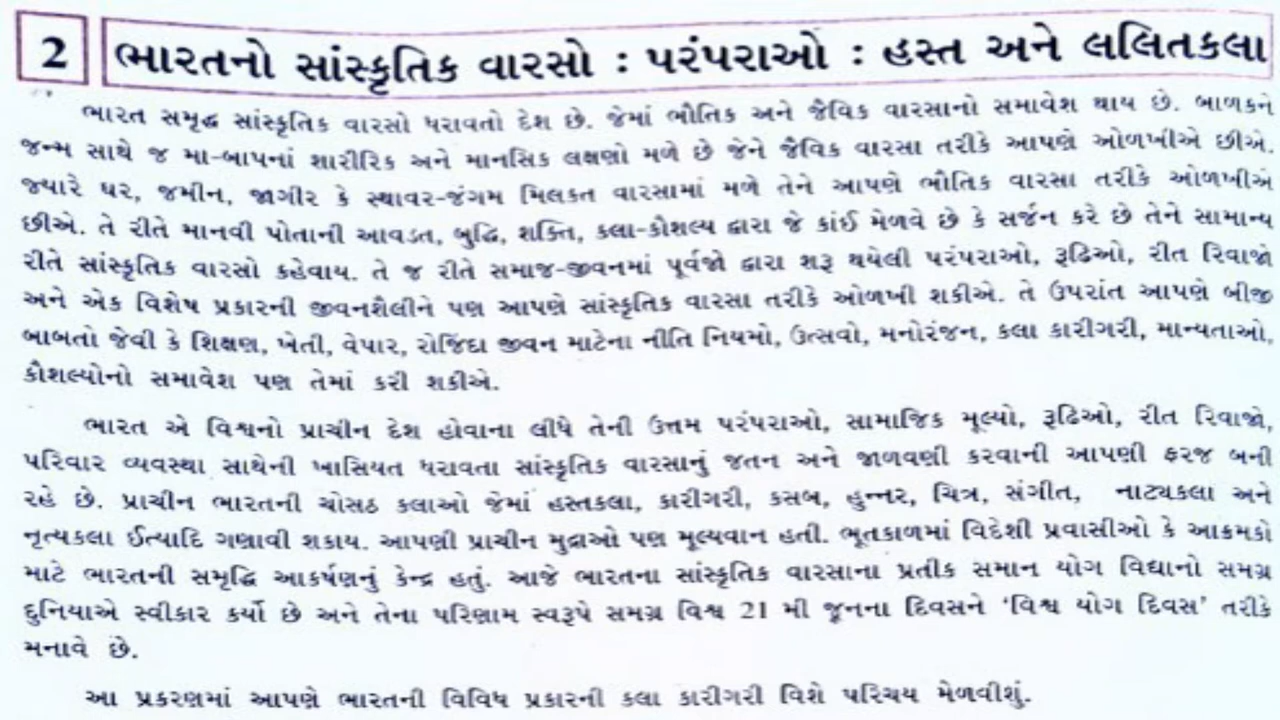 2 ભારતનો સાંસ્કૃતિક વારસો : પરંપરાઓ : હસ્ત અને લલિતકલા
ભારત સમૃદ્ધ સાંસ્કૃતિક વારસો ધરાવતો દેશ છે. જેમાં ભૌતિક અને જૈવિક વારસાનો સમાવેશ થાય છે. બાળકને
જન્મ સાથે જ મા-બાપનાં શારીરિક અને માનસિક લક્ષણો મળે છે જેને જૈવિક વારસા તરીકે આપણે ઓળખીએ છીએ.
જ્યારે ઘર, જમીન, જાગીર કે સ્થાવર-જંગમ મિલકત વારસામાં મળે તેને આપણે ભૌતિક વારસા તરીકે ઓળખીએ
છીએ. તે રીતે માનવી પોતાની આવડત, બુદ્ધિ, શક્તિ, કલા-કૌશલ્ય દ્વારા જે કાંઈ મેળવે છે કે સર્જન કરે છે તેને સામાન્ય
રીતે સાંસ્કૃતિક વારસો કહેવાય. તે જ રીતે સમાજ-જીવનમાં પૂર્વજો દ્વારા શરૂ થયેલી પરંપરાઓ, રૂઢિઓ, રીત રિવાજો
અને એક વિશેષ પ્રકારની જીવનશૈલીને પણ આપણે સાંસ્કૃતિક વારસા તરીકે ઓળખી શકીએ. તે ઉપરાંત આપણે બીજી
બાબતો જેવી કે શિક્ષણ, ખેતી, વેપાર, રોજિંદા જીવન માટેના નીતિ નિયમો, ઉત્સવો, મનોરંજન, કલા કારીગરી, માન્યતાઓ,
કૌશલ્યોનો સમાવેશ પણ તેમાં કરી શકીએ.
ભારત એ વિશ્વનો પ્રાચીન દેશ હોવાના લીધે તેની ઉત્તમ પરંપરાઓ, સામાજિક મૂલ્યો, રૂઢિઓ, રીત રિવાજો,
પરિવાર વ્યવસ્થા સાથેની ખાસિયત ધરાવતા સાંસ્કૃતિક વારસાનું જતન અને જાળવણી કરવાની આપણી ફરજ બની
રહે છે. પ્રાચીન ભારતની ચોસઠ કલાઓ જેમાં હસ્તકલા, કારીગરી, કસબ, હુન્નર, ચિત્ર, સંગીત, નાટ્યકલા અને
નૃત્યકલા ઈત્યાદિ ગણાવી શકાય. આપણી પ્રાચીન મુદ્રાઓ પણ મૂલ્યવાન હતી. ભૂતકાળમાં વિદેશી પ્રવાસીઓ કે આક્રમકો
માટે ભારતની સમૃદ્ધિ આકર્ષણનું કેન્દ્ર હતું. આજે ભારતના સાંસ્કૃતિક વારસાના પ્રતીક સમાન યોગ વિદ્યાનો સમગ્ર
દુનિયાએ સ્વીકાર કર્યો છે અને તેના પરિણામ સ્વરૂપે સમગ્ર વિશ્વ 21 મી જૂનના દિવસને ‘વિશ્વ યોગ દિવસ’ તરીકે
મનાવે છે.
આ પ્રકરણમાં આપણે ભારતની વિવિધ પ્રકારની કલા કારીગરી વિશે પરિચય મેળવીશું.